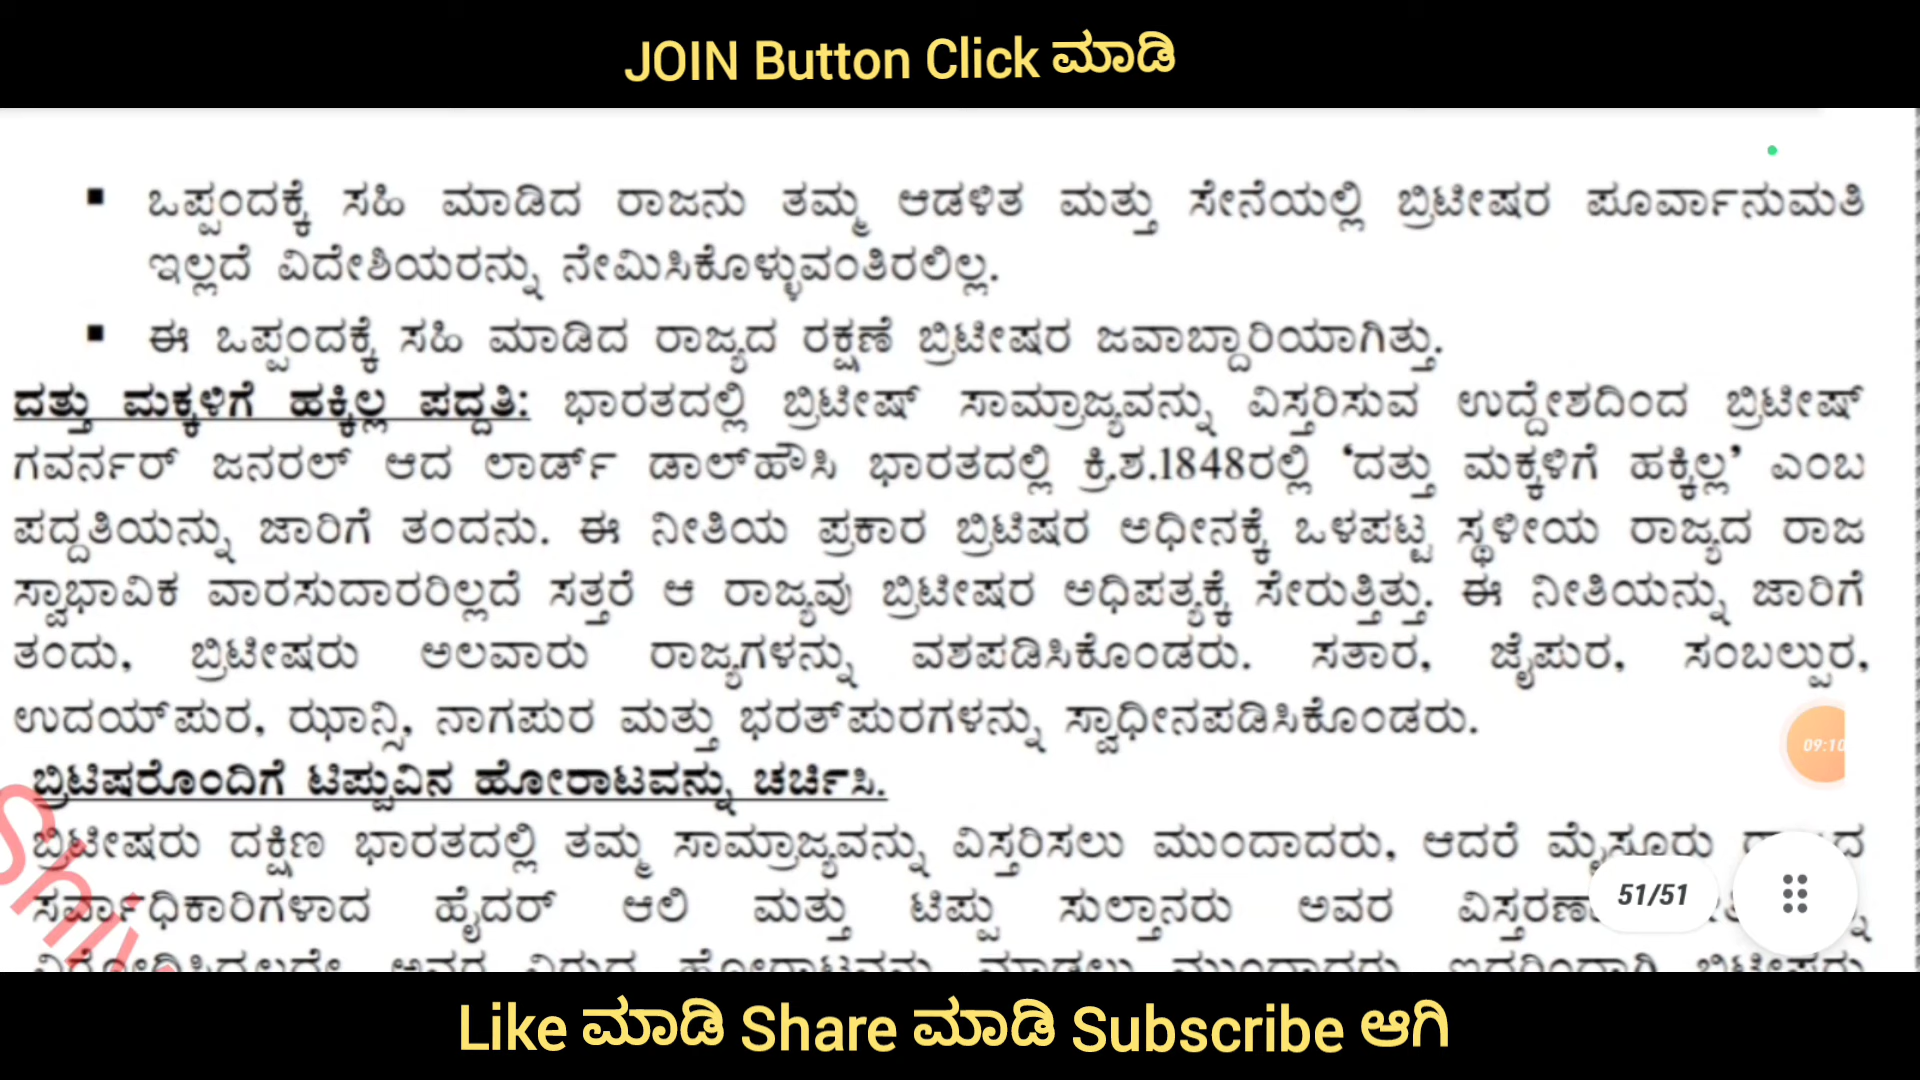 JOIN Button Click ಮಾಡಿ
▪ ಒಪ್ಪಂದಕ್ಕೆ ಸಹಿ ಮಾಡಿದ ರಾಜನು ತಮ್ಮ ಆಡಳಿತ ಮತ್ತು ಸೇನೆಯಲ್ಲಿ ಬ್ರಿಟೀಷರ ಪೂರ್ವಾನುಮತಿ
ಇಲ್ಲದೆ ವಿದೇಶಿಯರನ್ನು ನೇಮಿಸಿಕೊಳ್ಳುವಂತಿರಲಿಲ್ಲ.
▪ ಈ ಒಪ್ಪಂದಕ್ಕೆ ಸಹಿ ಮಾಡಿದ ರಾಜ್ಯದ ರಕ್ಷಣೆ ಬ್ರಿಟೀಷರ ಜವಾಬ್ದಾರಿಯಾಗಿತ್ತು.
ದತ್ತು ಮಕ್ಕಳಿಗೆ ಹಕ್ಕಿಲ್ಲ ಪದ್ದತಿ: ಭಾರತದಲ್ಲಿ ಬ್ರಿಟೀಷ್ ಸಾಮ್ರಾಜ್ಯವನ್ನು ವಿಸ್ತರಿಸುವ ಉದ್ದೇಶದಿಂದ ಬ್ರಿಟೀಷ್
ಗವರ್ನರ್ ಜನರಲ್ ಆದ ಲಾರ್ಡ್ ಡಾಲ್‌ಹೌಸಿ ಭಾರತದಲ್ಲಿ ಕ್ರಿ.ಶ.1848ರಲ್ಲಿ ‘ದತ್ತು ಮಕ್ಕಳಿಗೆ ಹಕ್ಕಿಲ್ಲ’ ಎಂಬ
ಪದ್ದತಿಯನ್ನು ಜಾರಿಗೆ ತಂದನು. ಈ ನೀತಿಯ ಪ್ರಕಾರ ಬ್ರಿಟಿಷರ ಅಧೀನಕ್ಕೆ ಒಳಪಟ್ಟ ಸ್ಥಳೀಯ ರಾಜ್ಯದ ರಾಜ
ಸ್ವಾಭಾವಿಕ ವಾರಸುದಾರರಿಲ್ಲದೆ ಸತ್ತರೆ ಆ ರಾಜ್ಯವು ಬ್ರಿಟೀಷರ ಅಧಿಪತ್ಯಕ್ಕೆ ಸೇರುತ್ತಿತ್ತು. ಈ ನೀತಿಯನ್ನು ಜಾರಿಗೆ
ತಂದು, ಬ್ರಿಟೀಷರು ಅಲವಾರು ರಾಜ್ಯಗಳನ್ನು ವಶಪಡಿಸಿಕೊಂಡರು. ಸತಾರ, ಜೈಪುರ, ಸಂಬಲ್ಪುರ,
ಉದಯ್‌ಪುರ, ಝಾನ್ಸಿ, ನಾಗಪುರ ಮತ್ತು ಭರತ್‌ಪುರಗಳನ್ನು ಸ್ವಾಧೀನಪಡಿಸಿಕೊಂಡರು.
09:10
ಬ್ರಿಟಿಷರೊಂದಿಗೆ ಟಿಪ್ಪುವಿನ ಹೋರಾಟವನ್ನು ಚರ್ಚಿಸಿ.
ಬ್ರಿಟೀಷರು ದಕ್ಷಿಣ ಭಾರತದಲ್ಲಿ ತಮ್ಮ ಸಾಮ್ರಾಜ್ಯವನ್ನು ವಿಸ್ತರಿಸಲು ಮುಂದಾದರು, ಆದರೆ ಮೈಸೂರು
ಸರ್ವಾಧಿಕಾರಿಗಳಾದ ಹೈದರ್ ಆಲಿ ಮತ್ತು ಟಿಪ್ಪು ಸುಲ್ತಾನರು ಅವರ
51/51
Like ಮಾಡಿ Share ಮಾಡಿ Subscribe ಆಗಿ